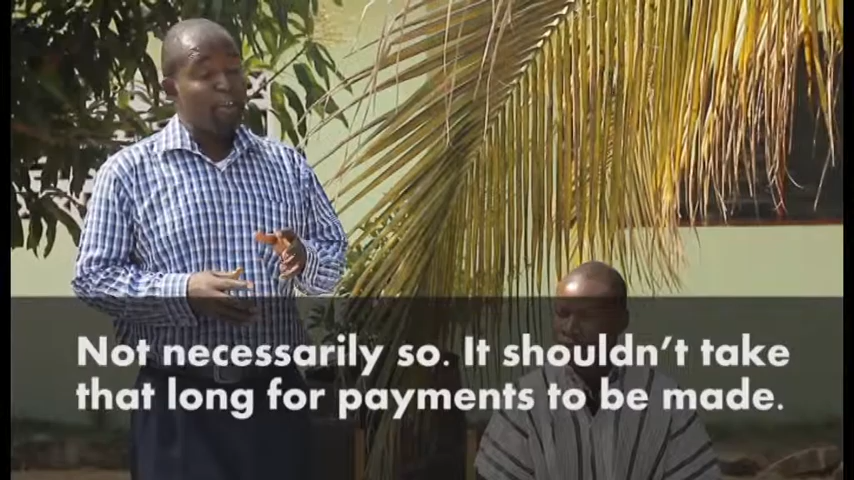 Not necessarily so. It shouldn't take
that long for payments to be made.